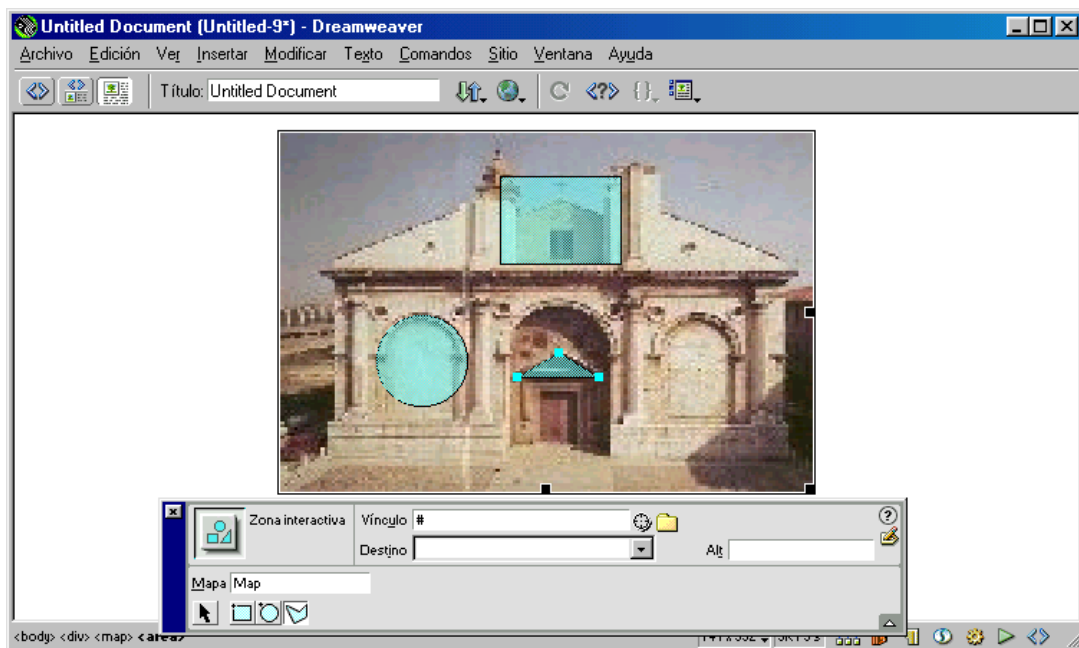 Untitled Document (Untitled-9*) - Dreamweaver
Archivo Edición Ver Insertar Modificar Texto Comandos Sitio Ventana Ayuda
Título: Untitled Document
Zona interactiva Vínculo #
Destino Alt
Mapa Map
<body> <div> <map> <area>